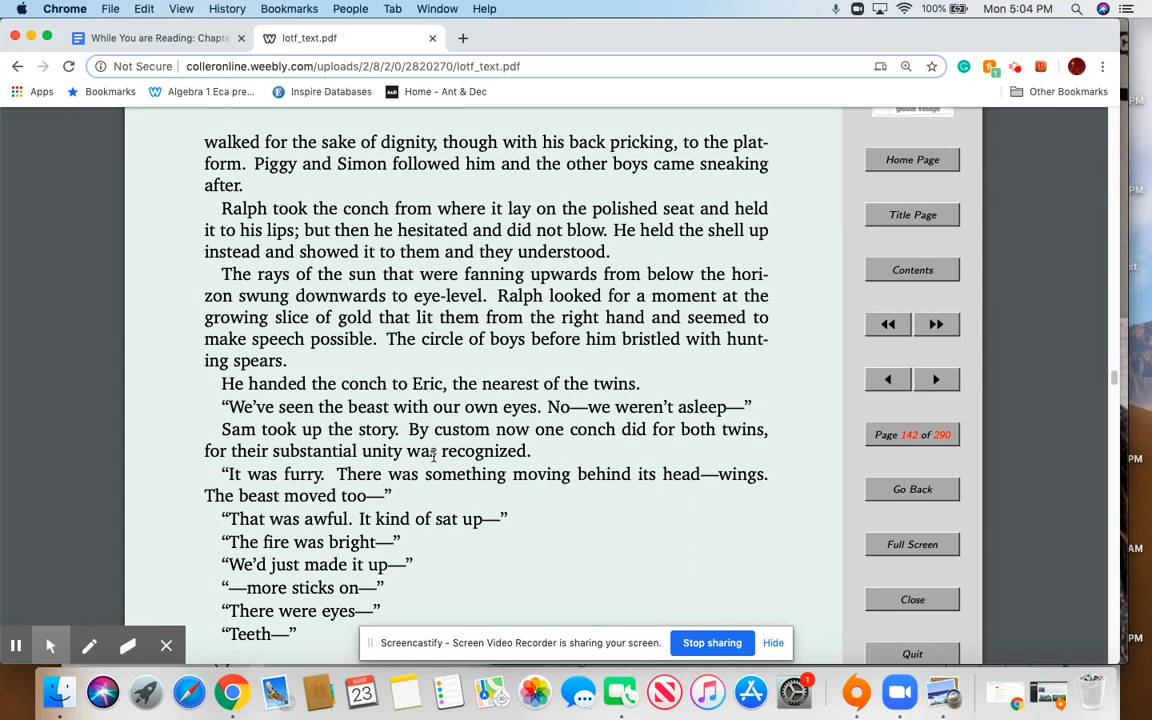 Chrome File Edit View History Bookmarks People Tab Window Help 100% Mon 5:04 PM
While You are Reading: Chapte × lotf_text.pdf ×
Not Secure colleronline.weebly.com/uploads/2/8/2/0/2820270/lotf_text.pdf
Apps Bookmarks Algebra 1 Eca pre... Inspire Databases Home - Ant & Dec Other Bookmarks
walked for the sake of dignity, though with his back pricking, to the plat-
form. Piggy and Simon followed him and the other boys came sneaking
after.
Ralph took the conch from where it lay on the polished seat and held
it to his lips; but then he hesitated and did not blow. He held the shell up
instead and showed it to them and they understood.
The rays of the sun that were fanning upwards from below the hori-
zon swung downwards to eye-level. Ralph looked for a moment at the
growing slice of gold that lit them from the right hand and seemed to
make speech possible. The circle of boys before him bristled with hunt-
ing spears.
He handed the conch to Eric, the nearest of the twins.
“We’ve seen the beast with our own eyes. No—we weren’t asleep—”
Sam took up the story. By custom now one conch did for both twins,
for their substantial unity was recognized.
“It was furry. There was something moving behind its head—wings.
The beast moved too—”
“That was awful. It kind of sat up—”
“The fire was bright—”
“We’d just made it up—”
“—more sticks on—”
“There were eyes—”
“Teeth—”
Home Page
Title Page
Contents
Page 142 of 290
Go Back
Full Screen
Close
Quit
Screencastify - Screen Video Recorder is sharing your screen. Stop sharing Hide
PM
PM
st
AM
AM
PM
MAR
23
1
1